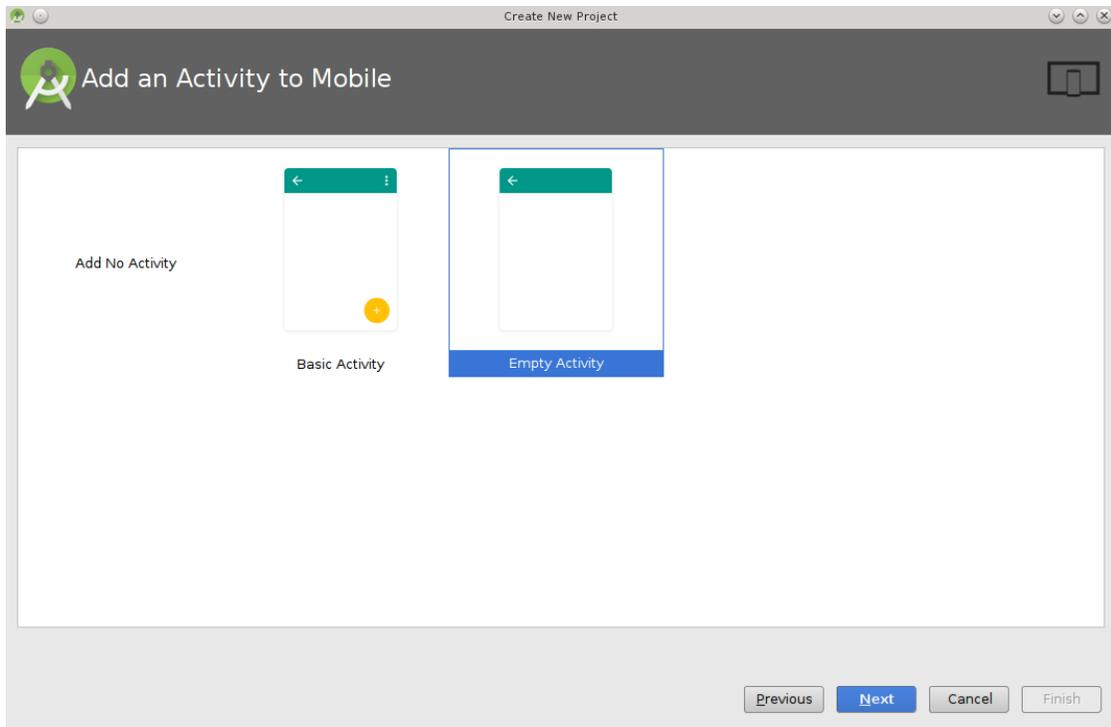 Create New Project
Add an Activity to Mobile
Add No Activity
Basic Activity
Empty Activity
Previous
Next
Cancel
Finish